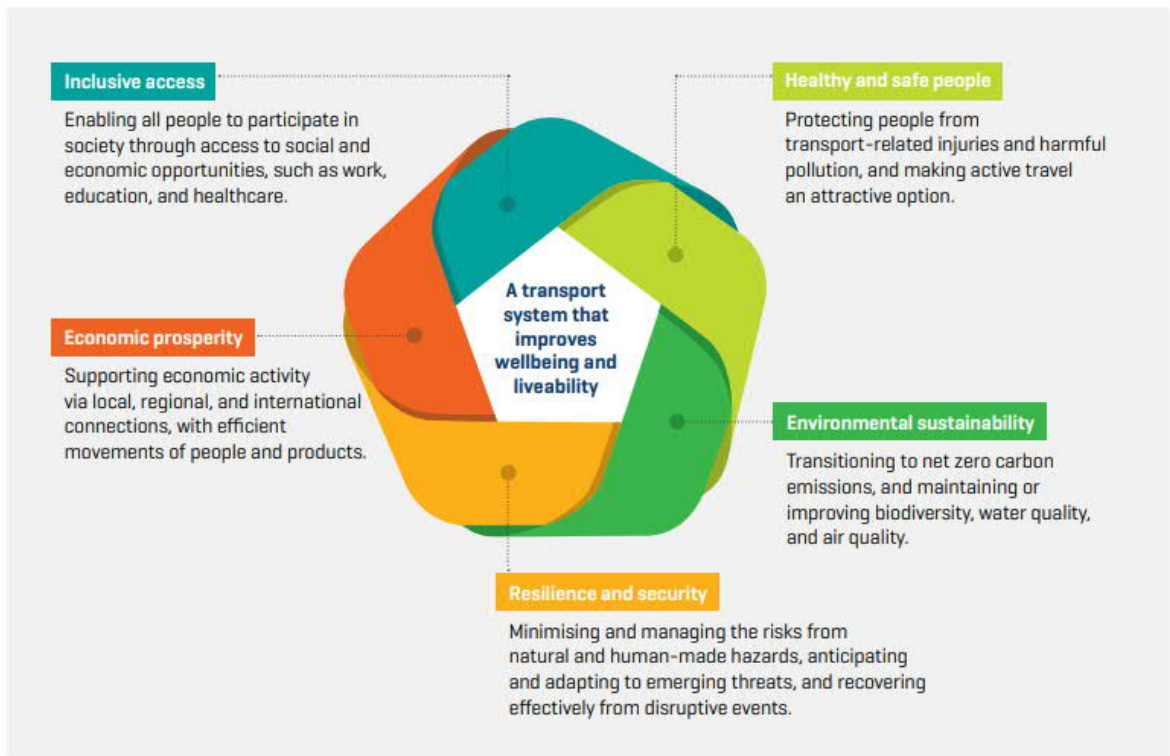 Inclusive access
Enabling all people to participate in
society through access to social and
economic opportunities, such as work,
education, and healthcare.
Healthy and safe people
Protecting people from
transport-related injuries and harmful
pollution, and making active travel
an attractive option.
A transport
system that
improves
wellbeing and
liveability
Economic prosperity
Supporting economic activity
via local, regional, and international
connections, with efficient
movements of people and products.
Environmental sustainability
Transitioning to net zero carbon
emissions, and maintaining or
improving biodiversity, water quality,
and air quality.
Resilience and security
Minimising and managing the risks from
natural and human-made hazards, anticipating
and adapting to emerging threats, and recovering
effectively from disruptive events.